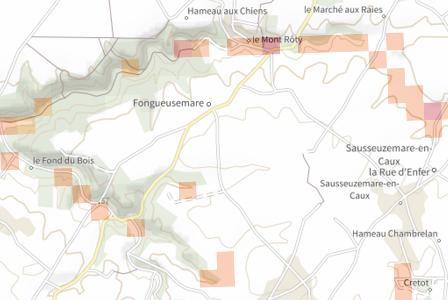 Hameau aux Chiens
le Marché aux Raies
le Mont Rôty
Fongueusemare
Sausseuzemare-en-
Caux
le Fond du Bois
la Rue d'Enfer
Sausseuzemare-en-
Caux
Hameau Chambrelan
Cretot